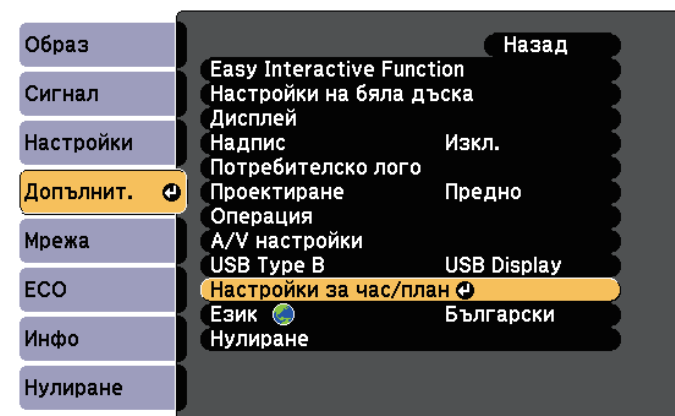 Образ
Сигнал
Настройки
Допълнит.
Мрежа
ECO
Инфо
Нулиране
Назад
Easy Interactive Function
Настройки на бяла дъска
Дисплей
Надпис Изкл.
Потребителско лого
Проектиране Предно
Операция
A/V настройки
USB Type B USB Display
Настройки за час/план
Език Български
Нулиране